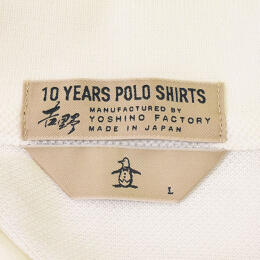 10 YEARS POLO SHIRTS
吉野
MANUFACTURED BY
YOSHINO FACTORY
MADE IN JAPAN
L